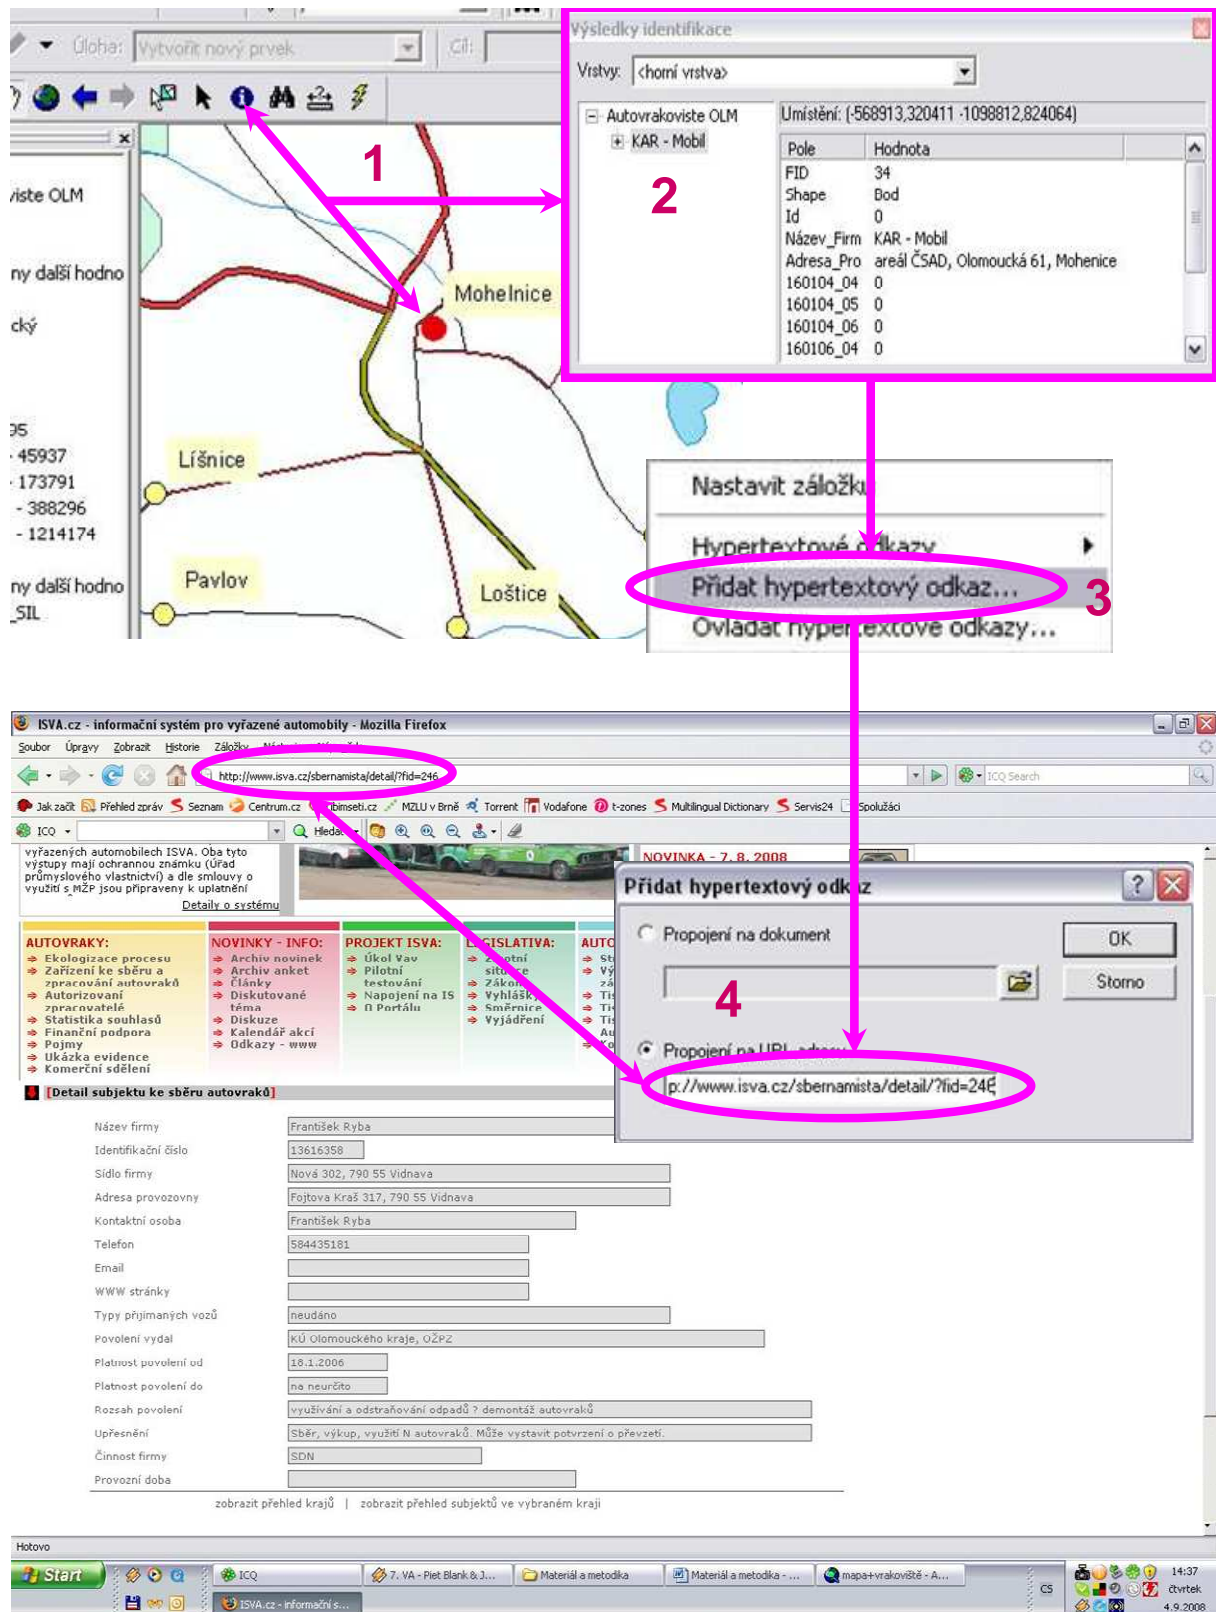 Úloha: Vytvořit nový prvek Cíl:
1
viste OLM
ny další hodno
cký
95
- 45937
- 173791
- 388296
- 1214174
ny další hodno
_SIL
Mohelnice
Líšnice
Pavlov
Loštice
Výsledky identifikace
Vrstvy: <horní vrstva>
Autovrakoviste OLM
KAR - Mobil
2
Umístění: (-568913,320411 -1098812,824064)
Pole Hodnota
FID 34
Shape Bod
Id 0
Název_Firm KAR - Mobil
Adresa_Pro areál ČSAD, Olomoucká 61, Mohenice
160104_04 0
160104_05 0
160104_06 0
160106_04 0
Nastavit záložku
Hypertextové odkazy
Přidat hypertextový odkaz...
3
Ovládat hypertextové odkazy...
ISVA.cz - informační systém pro vyřazené automobily - Mozilla Firefox
Soubor Úpravy Zobrazit Historie Záložky
http://www.isva.cz/sbernamista/detail/?fid=246
ICQ Search
Jak začít Přehled zpráv Seznam Centrum.cz MZLU v Brně Torrent Vodafone t-zones Multilingual Dictionary Servis24 Spolužáci
ICQ
vyřazených automobilech ISVA. Oba tyto
výstupy mají ochrannou známku (Úřad
průmyslového vlastnictví) a dle smlouvy o
využití s MŽP jsou připraveny k uplatnění
Detaily o systému
NOVINKA - 7. 8. 2008
AUTOVRAKY:
Ekologizace procesu
Zařízení ke sběru a
zpracování autovraků
Autorizovaní
zpracovatelé
Statistika souhlasů
Finanční podpora
Pojmy
Ukázka evidence
Komerční sdělení
NOVINKY - INFO:
Archiv novinek
Archiv anket
Články
Diskutované
téma
Diskuze
Kalendář akcí
Odkazy - www
PROJEKT ISVA:
Úkol Vav
Pilotní
testování
Napojení na IS
O Portálu
LEGISLATIVA:
Životní
situace
Zákony
Vyhlášky
Směrnice
Vyjádření
Přidat hypertextový odkaz
Propojení na dokument
OK
Storno
4
Propojení na URL adresu
p://www.isva.cz/sbernamista/detail/?fid=246
[Detail subjektu ke sběru autovraků]
Název firmy František Ryba
Identifikační číslo 13616358
Sídlo firmy Nová 302, 790 55 Vidnava
Adresa provozovny Fojtova Kraš 317, 790 55 Vidnava
Kontaktní osoba František Ryba
Telefon 584435181
Email
WWW stránky
Typy přijímaných vozů neudáno
Povolení vydal KÚ Olomouckého kraje, OŽPZ
Platnost povolení od 18.1.2006
Platnost povolení do na neurčito
Rozsah povolení využívání a odstraňování odpadů ? demontáž autovraků
Upřesnění Sběr, výkup, využití N autovraků. Může vystavit potvrzení o převzetí.
Činnost firmy SDN
Provozní doba
zobrazit přehled krajů | zobrazit přehled subjektů ve vybraném kraji
Hotovo
Start ICQ 7. VA - Piet Blank & J... Materiál a metodika Materiál a metodika - ... mapa+vrakoviště - A... 14:37
ISVA.cz - informační s... CS čtvrtek
4.9.2008